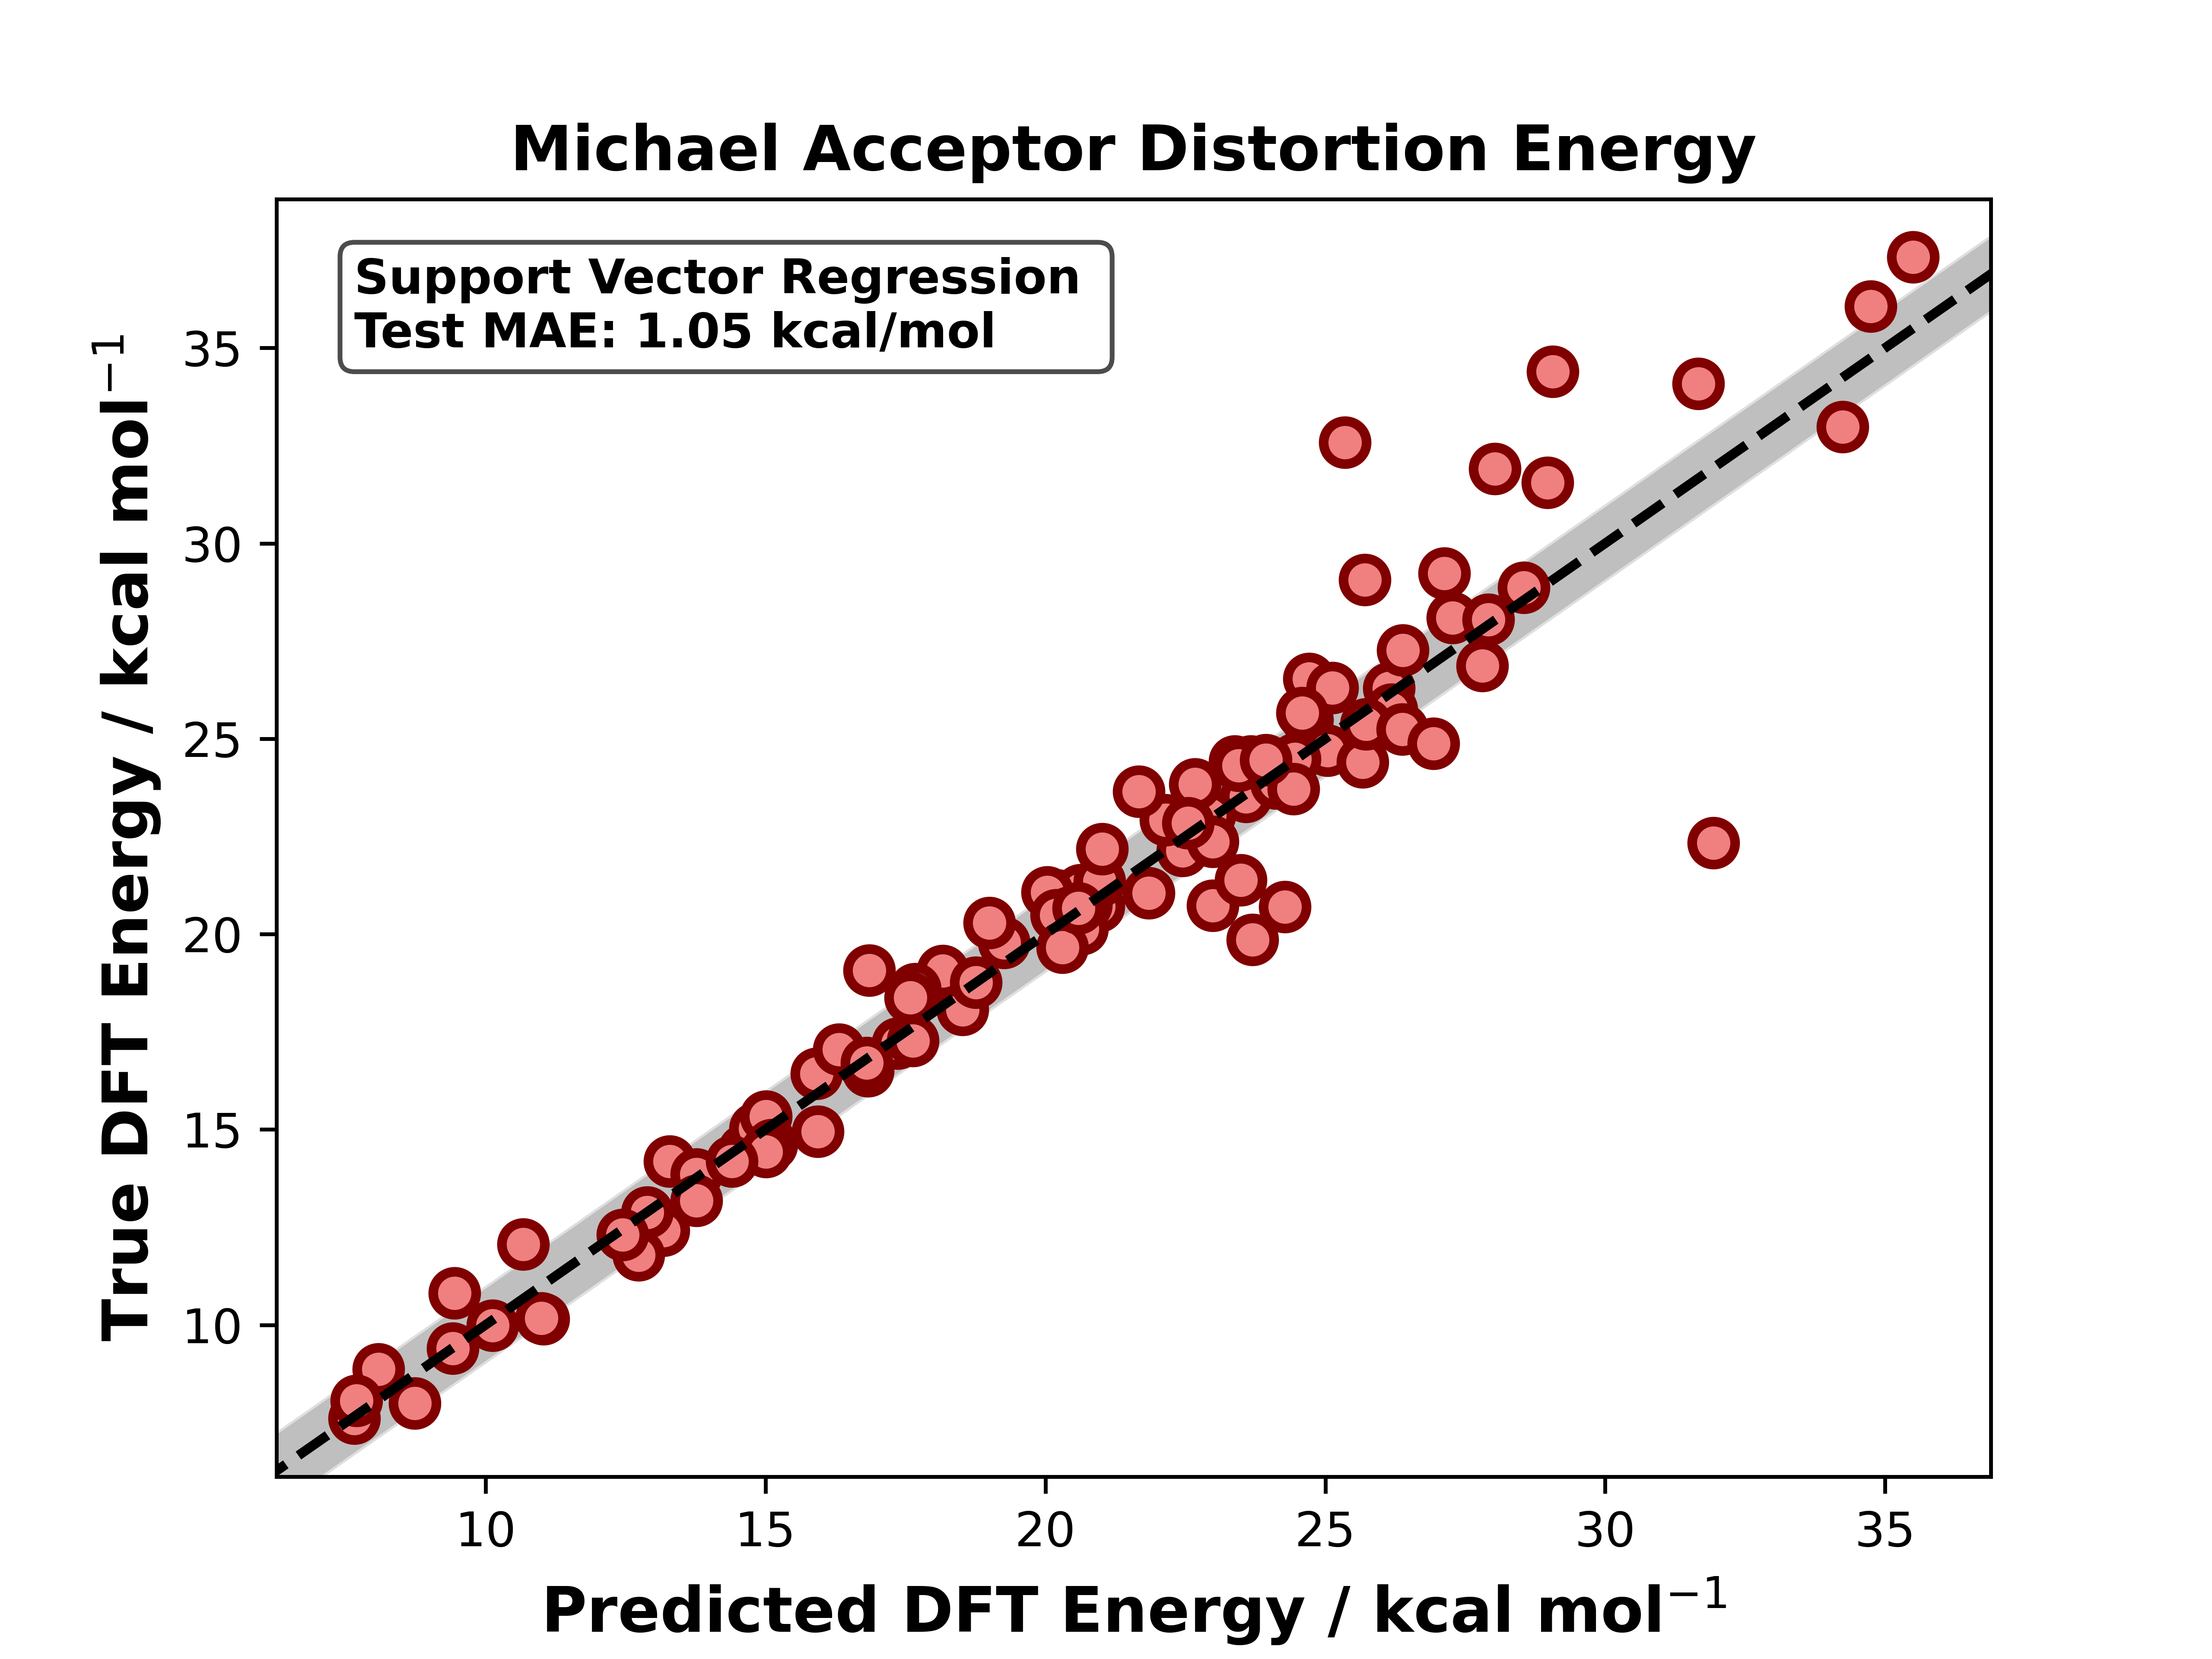 Michael Acceptor Distortion Energy
Support Vector Regression
Test MAE: 1.05 kcal/mol
True DFT Energy / kcal mol⁻¹
35
30
25
20
15
10
10 15 20 25 30 35
Predicted DFT Energy / kcal mol⁻¹